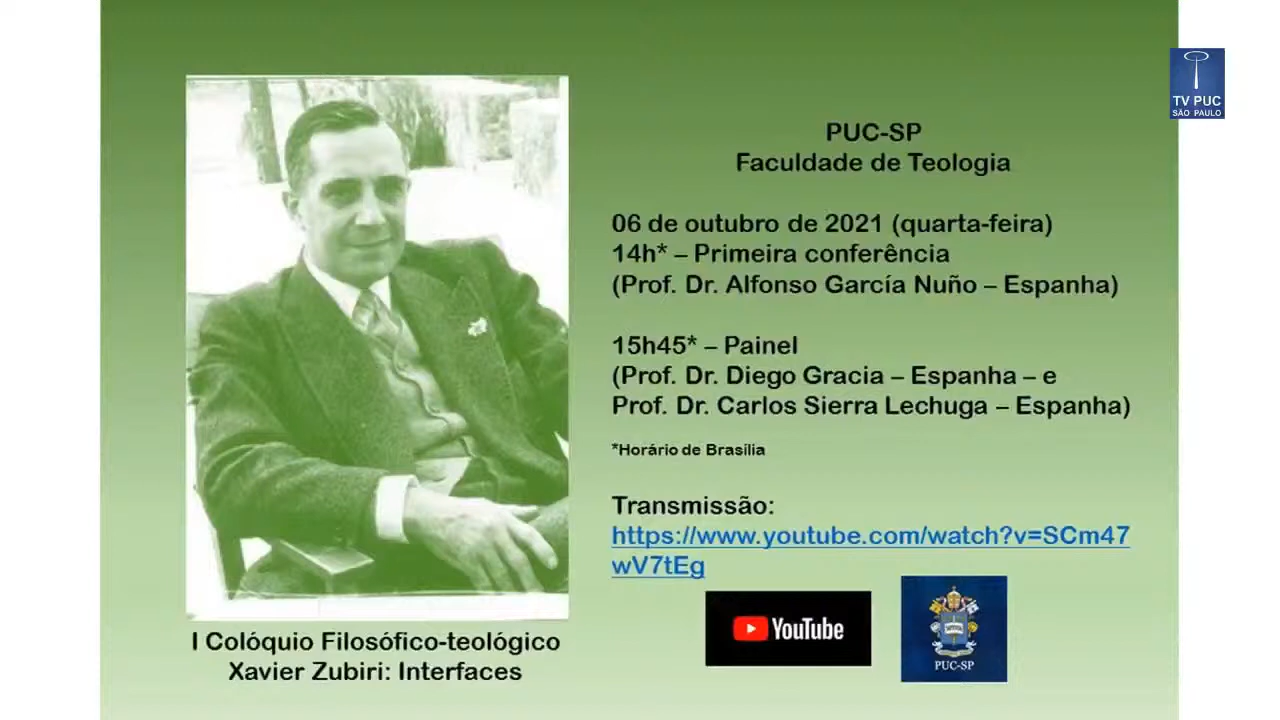 TV PUC
SÃO PAULO
PUC-SP
Faculdade de Teologia
06 de outubro de 2021 (quarta-feira)
14h* – Primeira conferência
(Prof. Dr. Alfonso García Nuño – Espanha)
15h45* – Painel
(Prof. Dr. Diego Gracia – Espanha – e
Prof. Dr. Carlos Sierra Lechuga – Espanha)
*Horário de Brasília
Transmissão:
https://www.youtube.com/watch?v=SCm47
wV7tEg
YouTube
PUC-SP
I Colóquio Filosófico-teológico
Xavier Zubiri: Interfaces